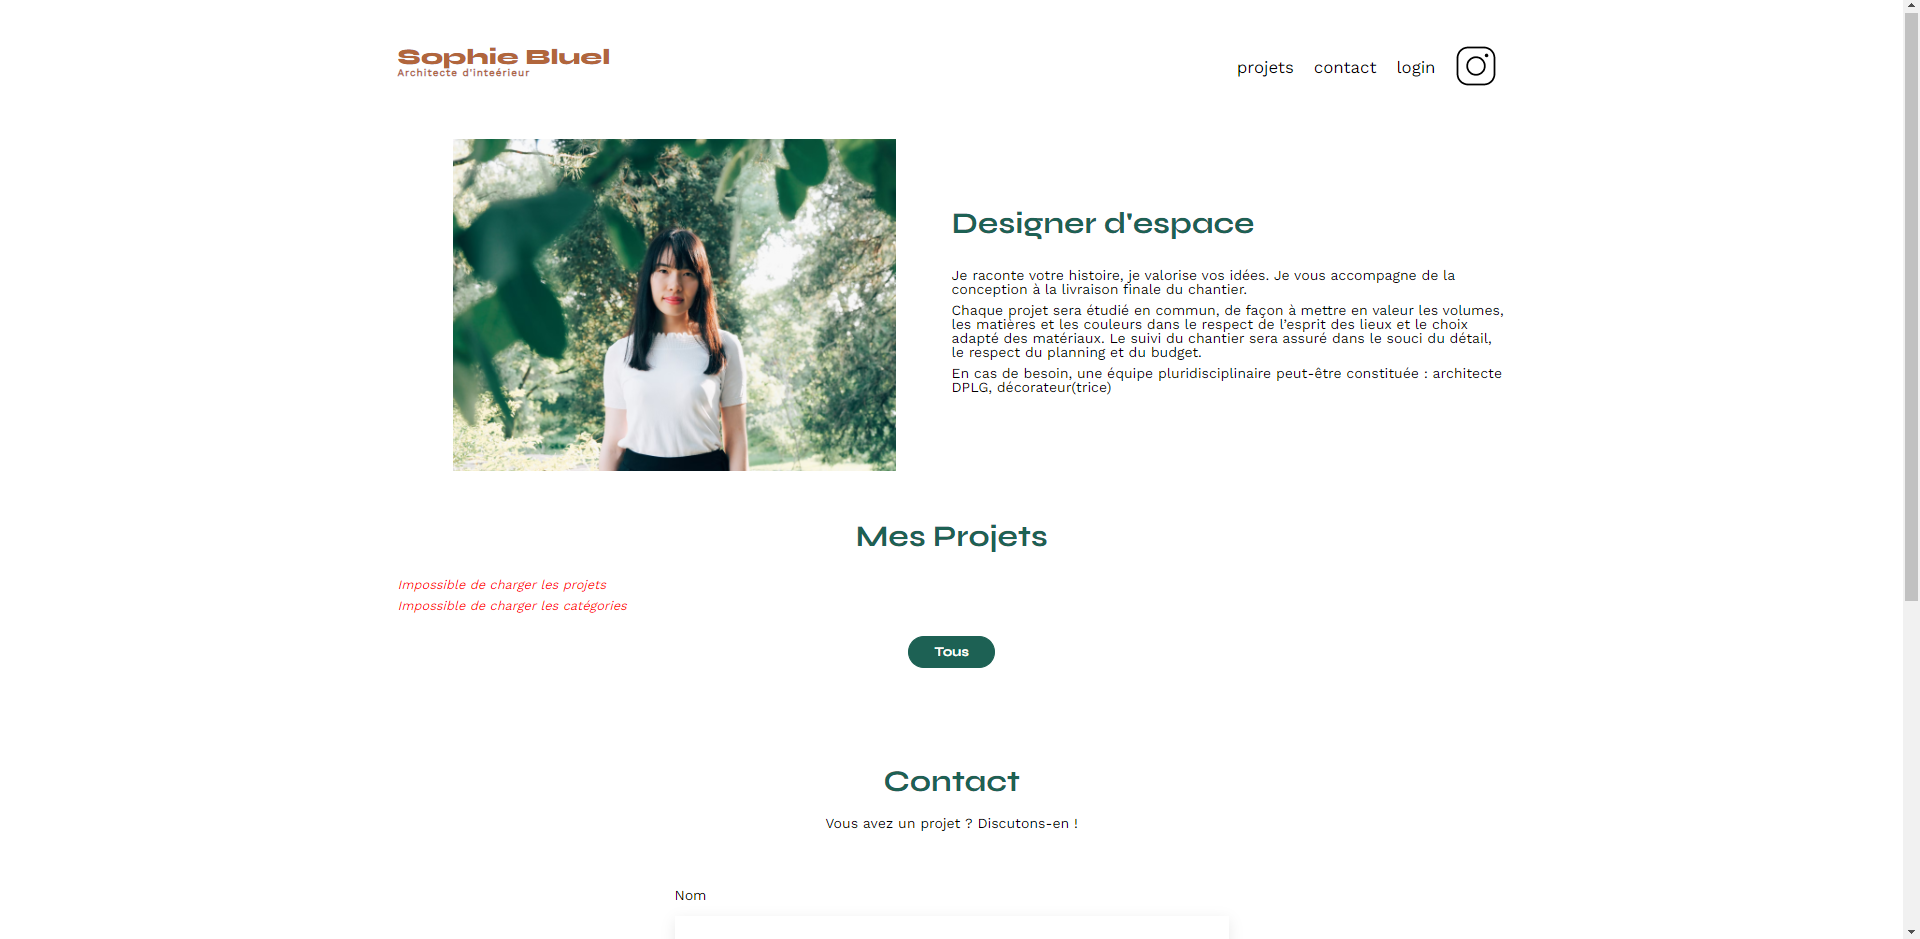 Sophie Bluel
Architecte d'inteérieur
projets
contact
login
Designer d'espace
Je raconte votre histoire, je valorise vos idées. Je vous accompagne de la
conception à la livraison finale du chantier.
Chaque projet sera étudié en commun, de façon à mettre en valeur les volumes,
les matières et les couleurs dans le respect de l’esprit des lieux et le choix
adapté des matériaux. Le suivi du chantier sera assuré dans le souci du détail,
le respect du planning et du budget.
En cas de besoin, une équipe pluridisciplinaire peut-être constituée : architecte
DPLG, décorateur(trice)
Mes Projets
Impossible de charger les projets
Impossible de charger les catégories
Tous
Contact
Vous avez un projet ? Discutons-en !
Nom